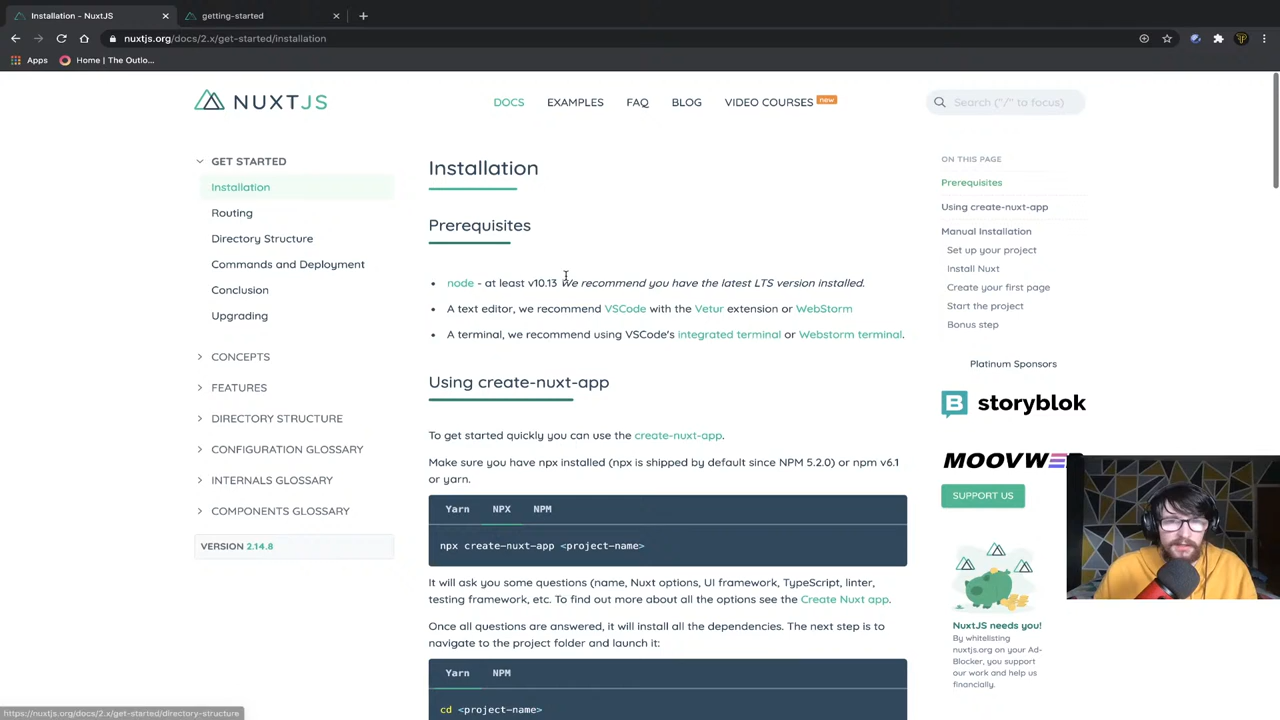 Installation - NuxtJS
getting-started
nuxtjs.org/docs/2.x/get-started/installation
Apps
Home | The Outlo...
NUXTJS
DOCS
EXAMPLES
FAQ
BLOG
VIDEO COURSES new
Search ("/" to focus)
GET STARTED
Installation
Routing
Directory Structure
Commands and Deployment
Conclusion
Upgrading
CONCEPTS
FEATURES
DIRECTORY STRUCTURE
CONFIGURATION GLOSSARY
INTERNALS GLOSSARY
COMPONENTS GLOSSARY
VERSION 2.14.8
Installation
Prerequisites
node - at least v10.13 We recommend you have the latest LTS version installed.
A text editor, we recommend VSCode with the Vetur extension or WebStorm
A terminal, we recommend using VSCode's integrated terminal or Webstorm terminal.
Using create-nuxt-app
To get started quickly you can use the create-nuxt-app.
Make sure you have npx installed (npx is shipped by default since NPM 5.2.0) or npm v6.1
or yarn.
Yarn NPX NPM
npx create-nuxt-app <project-name>
It will ask you some questions (name, Nuxt options, UI framework, TypeScript, linter,
testing framework, etc. To find out more about all the options see the Create Nuxt app.
Once all questions are answered, it will install all the dependencies. The next step is to
navigate to the project folder and launch it:
Yarn NPM
cd <project-name>
ON THIS PAGE
Prerequisites
Using create-nuxt-app
Manual Installation
Set up your project
Install Nuxt
Create your first page
Start the project
Bonus step
Platinum Sponsors
B storyblok
MOOVWE
SUPPORT US
NuxtJS needs you!
By whitelisting
nuxtjs.org on your Ad-
Blocker, you support
our work and help us
financially.
https://nuxtjs.org/docs/2.x/get-started/directory-structure